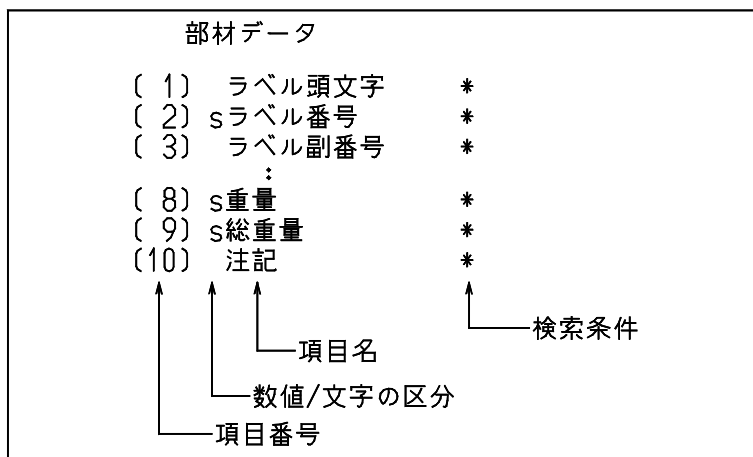 部材データ
( 1) ラベル頭文字 *
( 2) sラベル番号 *
( 3) ラベル副番号 *
:
( 8) s重量 *
( 9) s総重量 *
(10) 注記 *
検索条件
項目名
数値/文字の区分
項目番号